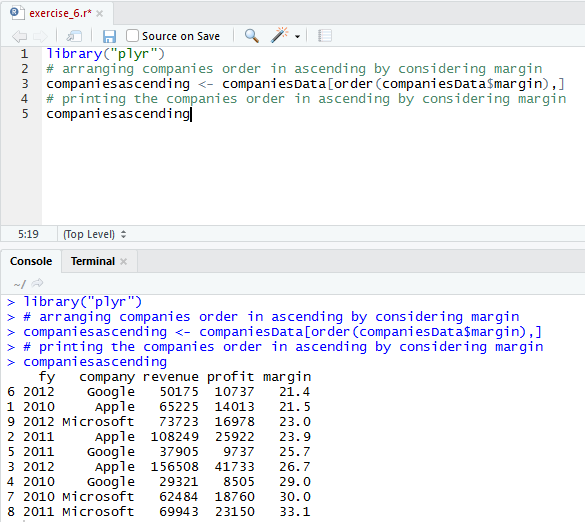 exercise_6.r*
Source on Save
1 library("plyr")
2 # arranging companies order in ascending by considering margin
3 companiesascending <- companiesData[order(companiesData$margin),]
4 # printing the companies order in ascending by considering margin
5 companiesascending
5:19 (Top Level)
Console Terminal
~/
> library("plyr")
> # arranging companies order in ascending by considering margin
> companiesascending <- companiesData[order(companiesData$margin),]
> # printing the companies order in ascending by considering margin
> companiesascending
fy company revenue profit margin
6 2012 Google 50175 10737 21.4
1 2010 Apple 65225 14013 21.5
9 2012 Microsoft 73723 16978 23.0
2 2011 Apple 108249 25922 23.9
5 2011 Google 37905 9737 25.7
3 2012 Apple 156508 41733 26.7
4 2010 Google 29321 8505 29.0
7 2010 Microsoft 62484 18760 30.0
8 2011 Microsoft 69943 23150 33.1